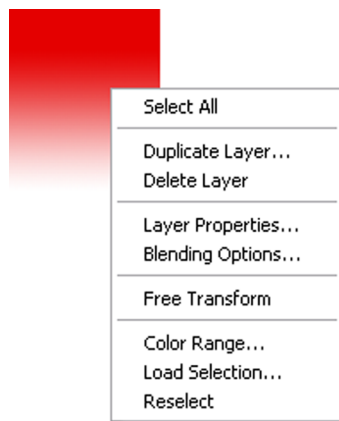 Select All
Duplicate Layer...
Delete Layer
Layer Properties...
Blending Options...
Free Transform
Color Range...
Load Selection...
Reselect